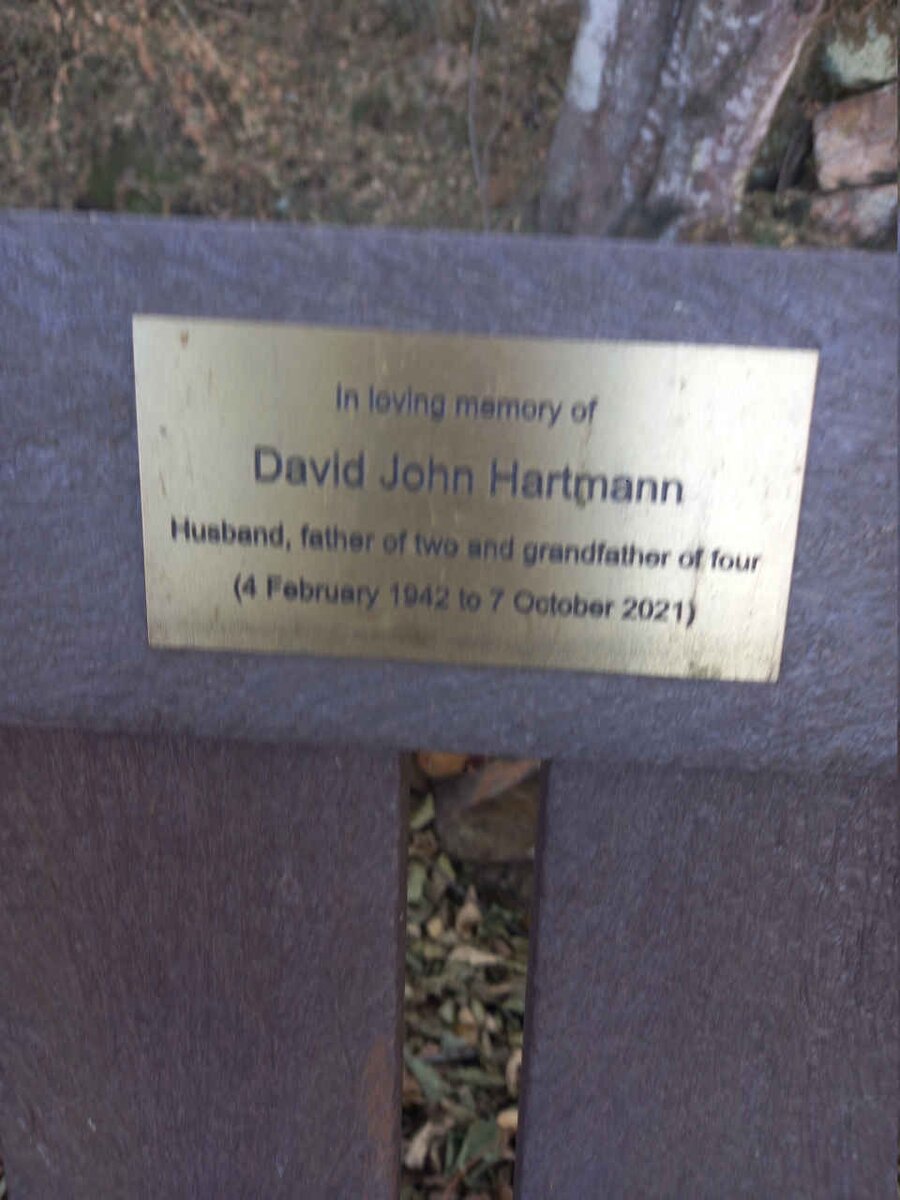 In loving memory of
David John Hartmann
Husband, father of two and grandfather of four
(4 February 1942 to 7 October 2021)